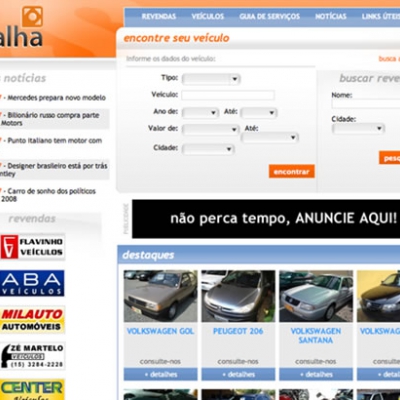 alha
REVENDAS VEÍCULOS GUIA DE SERVIÇOS NOTÍCIAS LINKS ÚTEIS
encontre seu veículo
Informe os dados do veículo:
busca
Tipo:
Veículo:
Ano de: Até:
Valor de: Até:
Cidade:
encontrar
buscar reve
Nome:
Cidade:
pesq
notícias
- Mercedes prepara novo modelo
- Bilionário russo compra parte
Motors
- Punto italiano tem motor com
- Designer brasileiro está por trás
ntley
- Carro de sonho dos políticos
2008
revendas
FLAVINHO
VEÍCULOS
ABA
VEÍCULOS
MILAUTO
AUTOMÓVEIS
ZÉ MARTELO
VEÍCULOS
(15) 3284-2228
CENTER
PUBLICIDADE
não perca tempo, ANUNCIE AQUI!
destaques
VOLKSWAGEN GOL
consulte-nos
+ detalhes
PEUGEOT 206
consulte-nos
+ detalhes
VOLKSWAGEN
SANTANA
consulte-nos
+ detalhes
VOLKSWAG
consulte-nos
+ detalhes